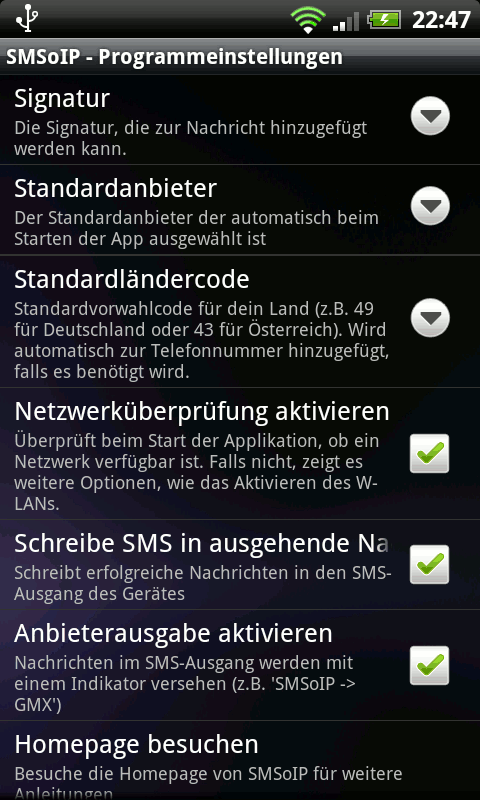 22:47
SMSoIP - Programmeinstellungen
Signatur
Die Signatur, die zur Nachricht hinzugefügt
werden kann.
Standardanbieter
Der Standardanbieter der automatisch beim
Starten der App ausgewählt ist
Standardländercode
Standardvorwahlcode für dein Land (z.B. 49
für Deutschland oder 43 für Österreich). Wird
automatisch zur Telefonnummer hinzugefügt,
falls es benötigt wird.
Netzwerküberprüfung aktivieren
Überprüft beim Start der Applikation, ob ein
Netzwerk verfügbar ist. Falls nicht, zeigt es
weitere Optionen, wie das Aktivieren des W-
LANs.
Schreibe SMS in ausgehende Na
Schreibt erfolgreiche Nachrichten in den SMS-
Ausgang des Gerätes
Anbieterausgabe aktivieren
Nachrichten im SMS-Ausgang werden mit
einem Indikator versehen (z.B. 'SMSoIP ->
GMX')
Homepage besuchen
Besuche die Homepage von SMSoIP für weitere
Anleitungen